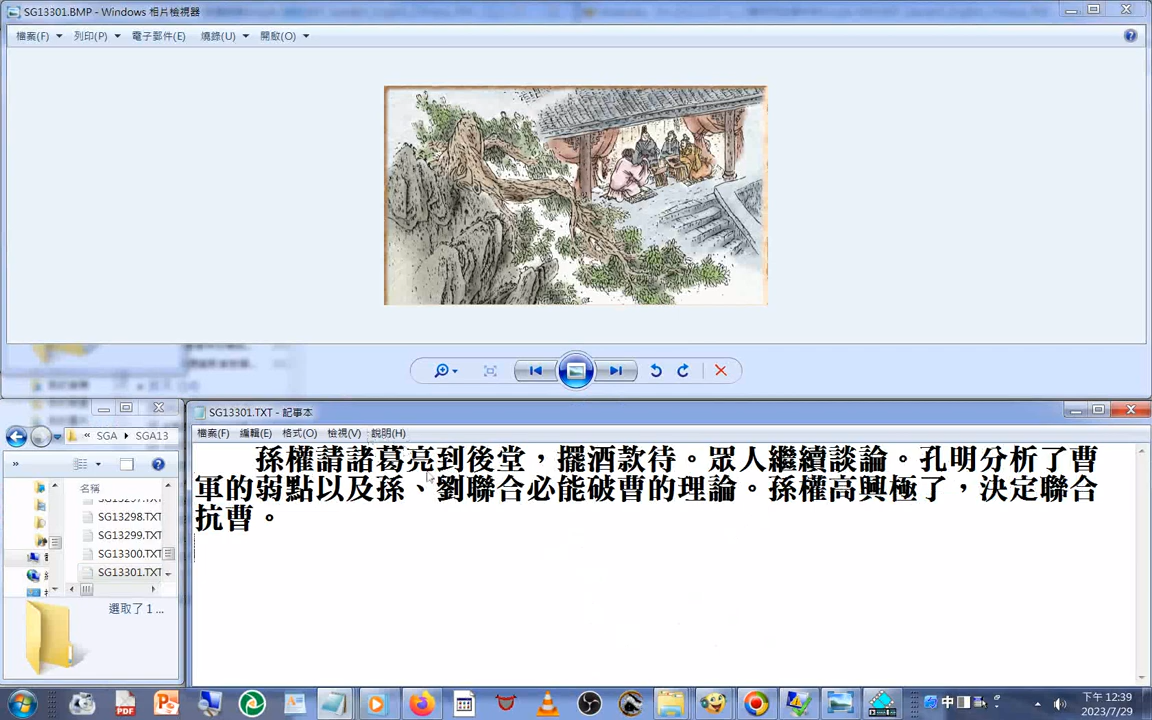 SG13301.BMP - Windows 相片檢視器
檔案(F) 列印(P) 電子郵件(E) 燒錄(U) 開啟(O)
SG13301.TXT - 記事本
« SGA ▸ SGA13
檔案(F) 編輯(E) 格式(O) 檢視(V) 說明(H)
孫權請諸葛亮到後堂，擺酒款待。眾人繼續談論。孔明分析了曹
軍的弱點以及孫、劉聯合必能破曹的理論。孫權高興極了，決定聯合
抗曹。
»
名稱
SG13298.TXT
SG13299.TXT
SG13300.TXT
SG13301.TXT
選取了 1 ...
PDF
中
下午 12:39
2023/7/29